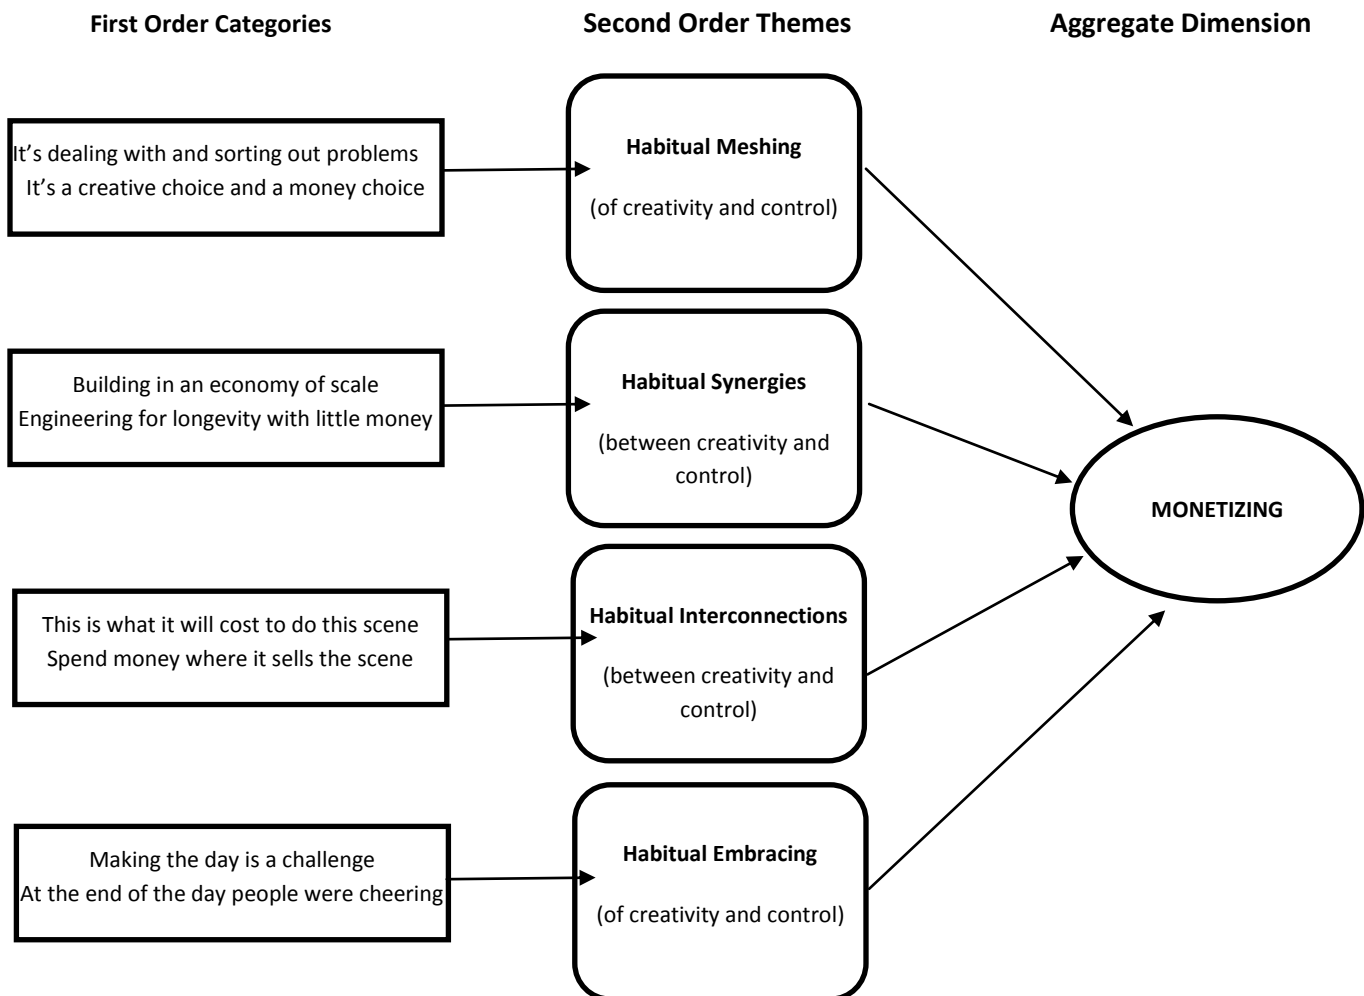 First Order Categories
Second Order Themes
Aggregate Dimension
It’s dealing with and sorting out problems
It’s a creative choice and a money choice
Habitual Meshing
(of creativity and control)
Building in an economy of scale
Engineering for longevity with little money
Habitual Synergies
(between creativity and
control)
MONETIZING
This is what it will cost to do this scene
Spend money where it sells the scene
Habitual Interconnections
(between creativity and
control)
Making the day is a challenge
At the end of the day people were cheering
Habitual Embracing
(of creativity and control)